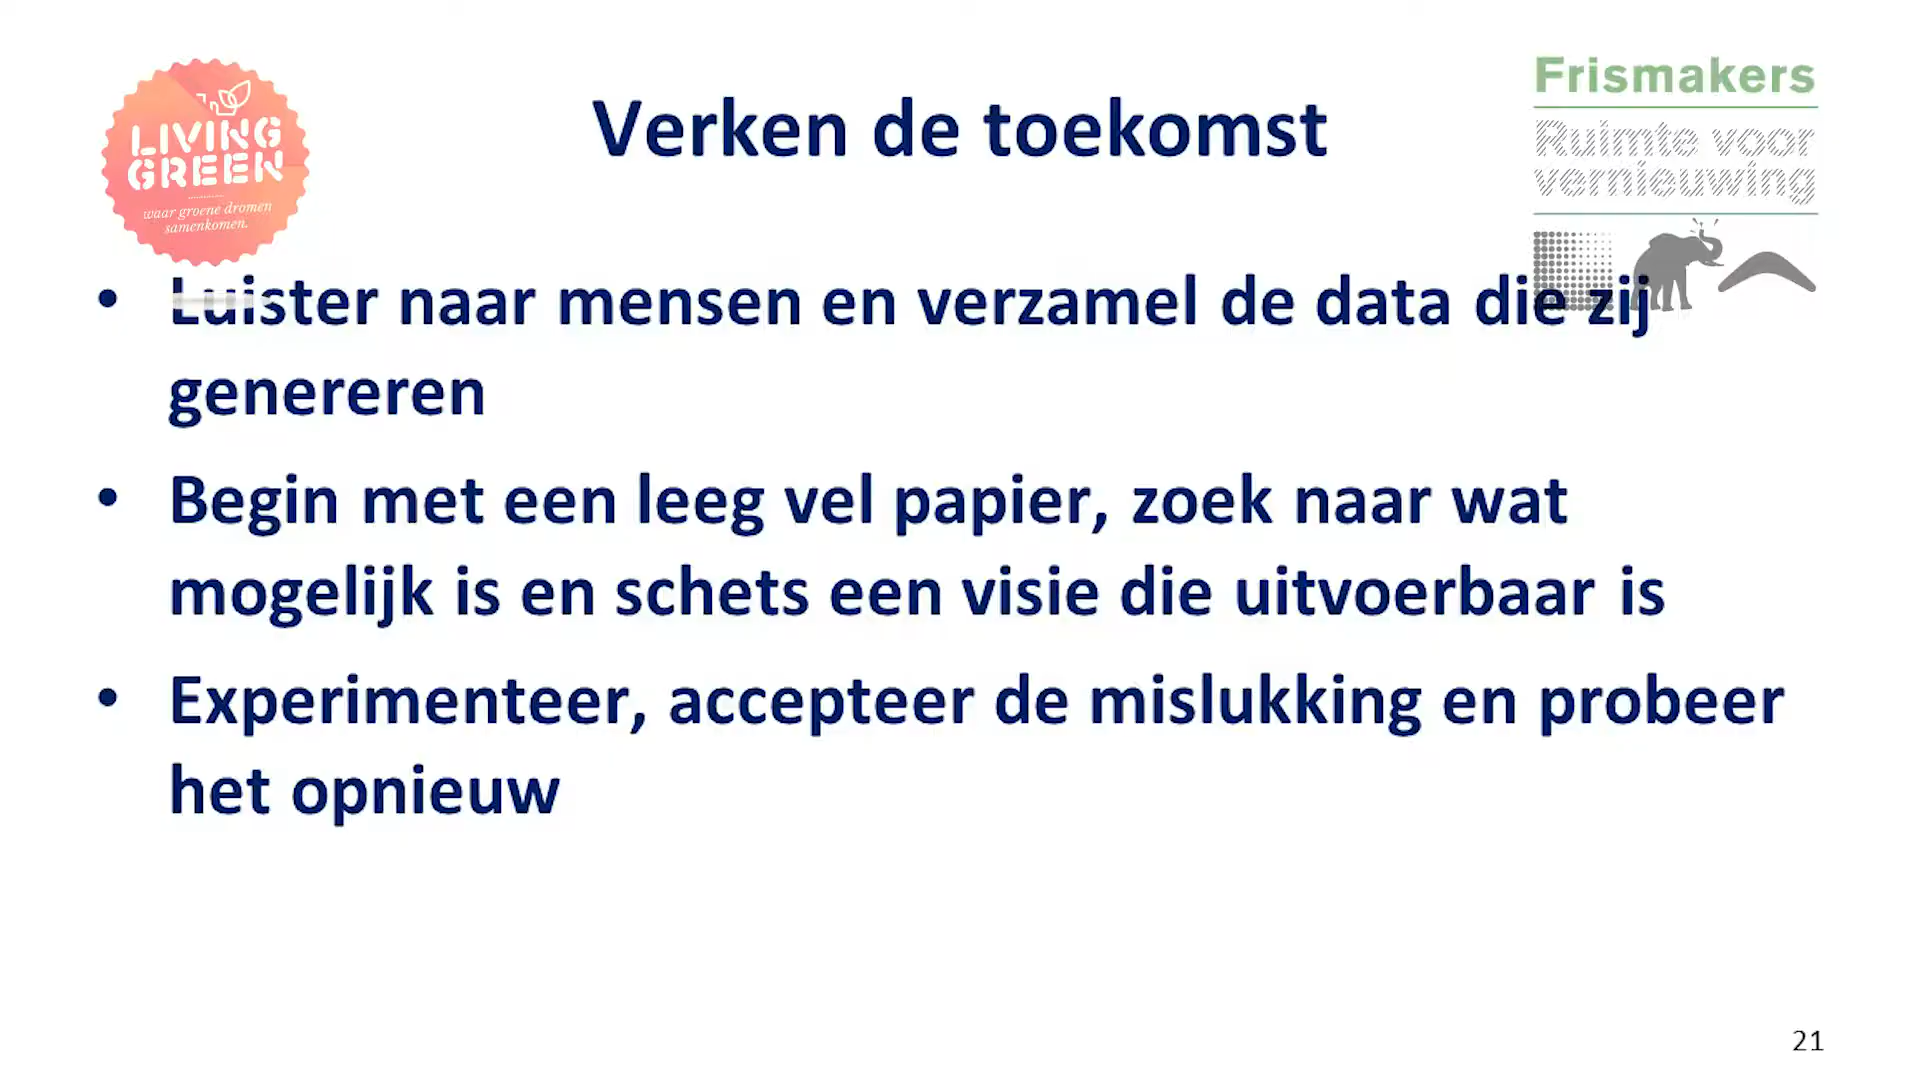 LIVING
GREEN
waar groene dromen
samenkomen.
Verken de toekomst
Frismakers
Ruimte voor
vernieuwing
• Luister naar mensen en verzamel de data die zij
genereren
• Begin met een leeg vel papier, zoek naar wat
mogelijk is en schets een visie die uitvoerbaar is
• Experimenteer, accepteer de mislukking en probeer
het opnieuw
21